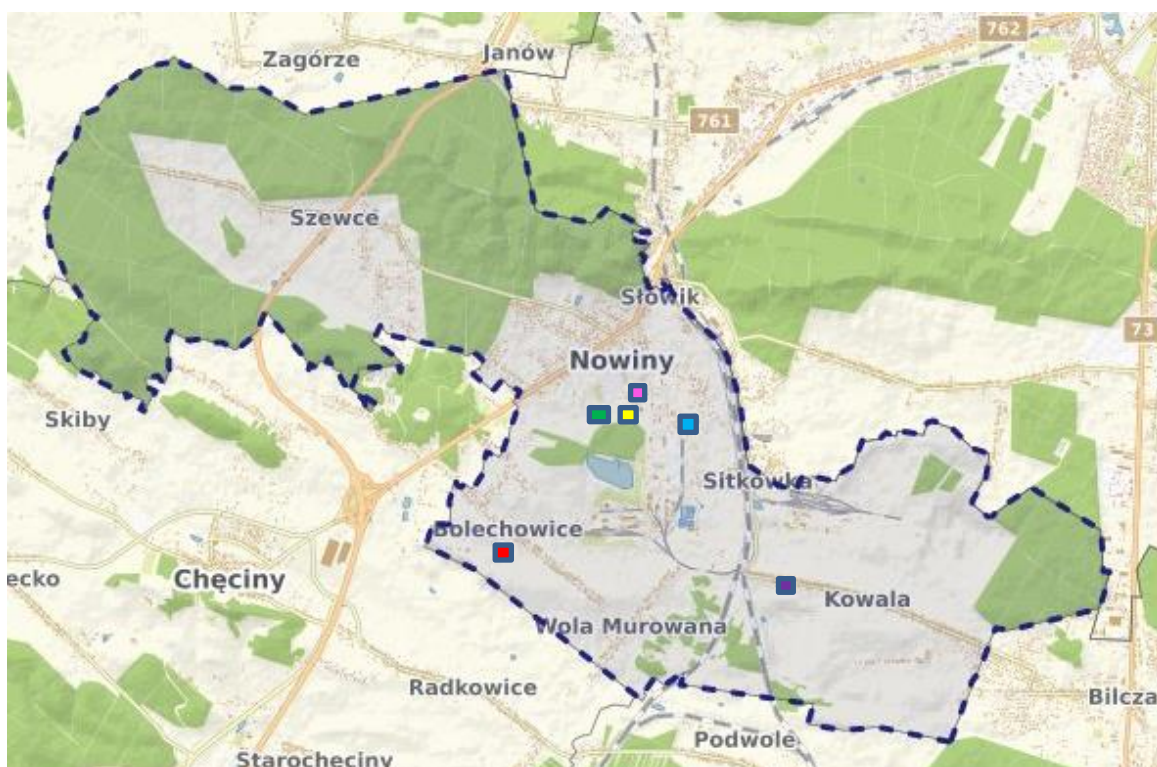 762
Zagórze
Janów
761
Szewce
Słowik
73
Nowiny
Skiby
Sitkówka
Bolechowice
ecko
Chęciny
Kowala
Wola Murowana
Radkowice
Bilcza
Podwole
Starochęciny